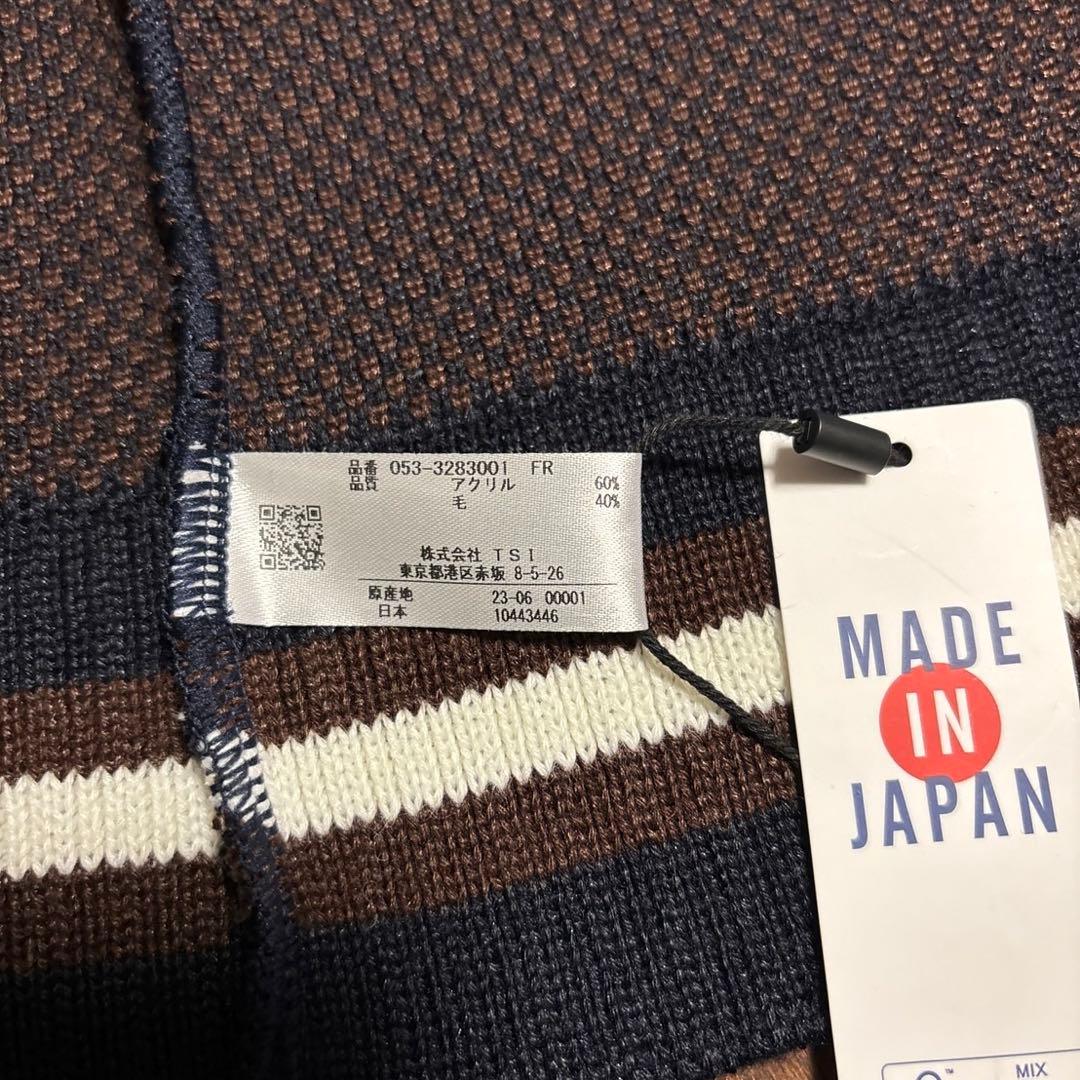 品番 053-3283001 FR
品質 アクリル 60%
毛 40%
株式会社 TSI
東京都港区赤坂 8-5-26
原産地 23-06 00001
日本 10443446
MADE
IN
JAPAN
TM
MIX